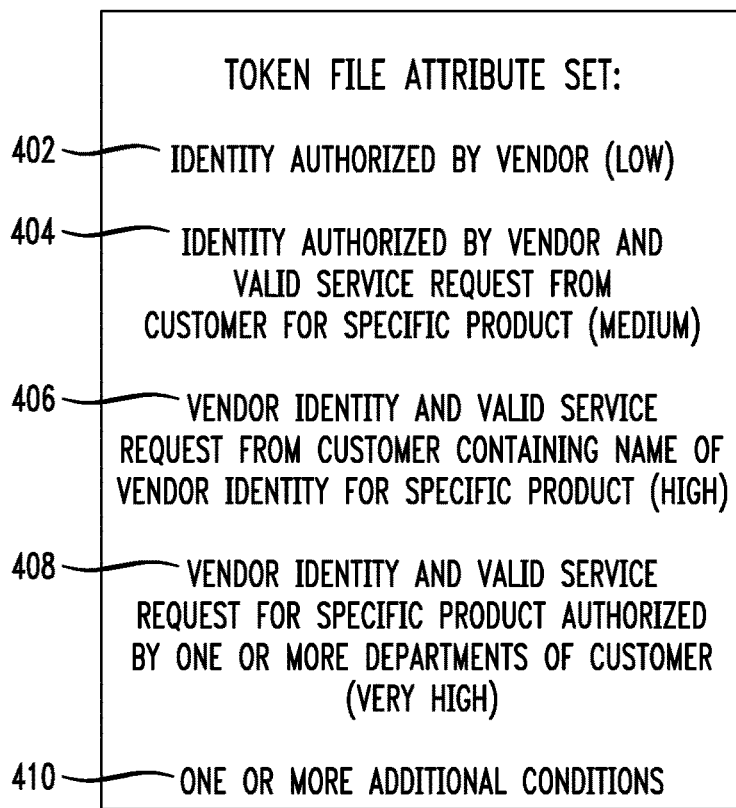 TOKEN FILE ATTRIBUTE SET:
402 IDENTITY AUTHORIZED BY VENDOR (LOW)
404 IDENTITY AUTHORIZED BY VENDOR AND
VALID SERVICE REQUEST FROM
CUSTOMER FOR SPECIFIC PRODUCT (MEDIUM)
406 VENDOR IDENTITY AND VALID SERVICE
REQUEST FROM CUSTOMER CONTAINING NAME OF
VENDOR IDENTITY FOR SPECIFIC PRODUCT (HIGH)
408 VENDOR IDENTITY AND VALID SERVICE
REQUEST FOR SPECIFIC PRODUCT AUTHORIZED
BY ONE OR MORE DEPARTMENTS OF CUSTOMER
(VERY HIGH)
410 ONE OR MORE ADDITIONAL CONDITIONS